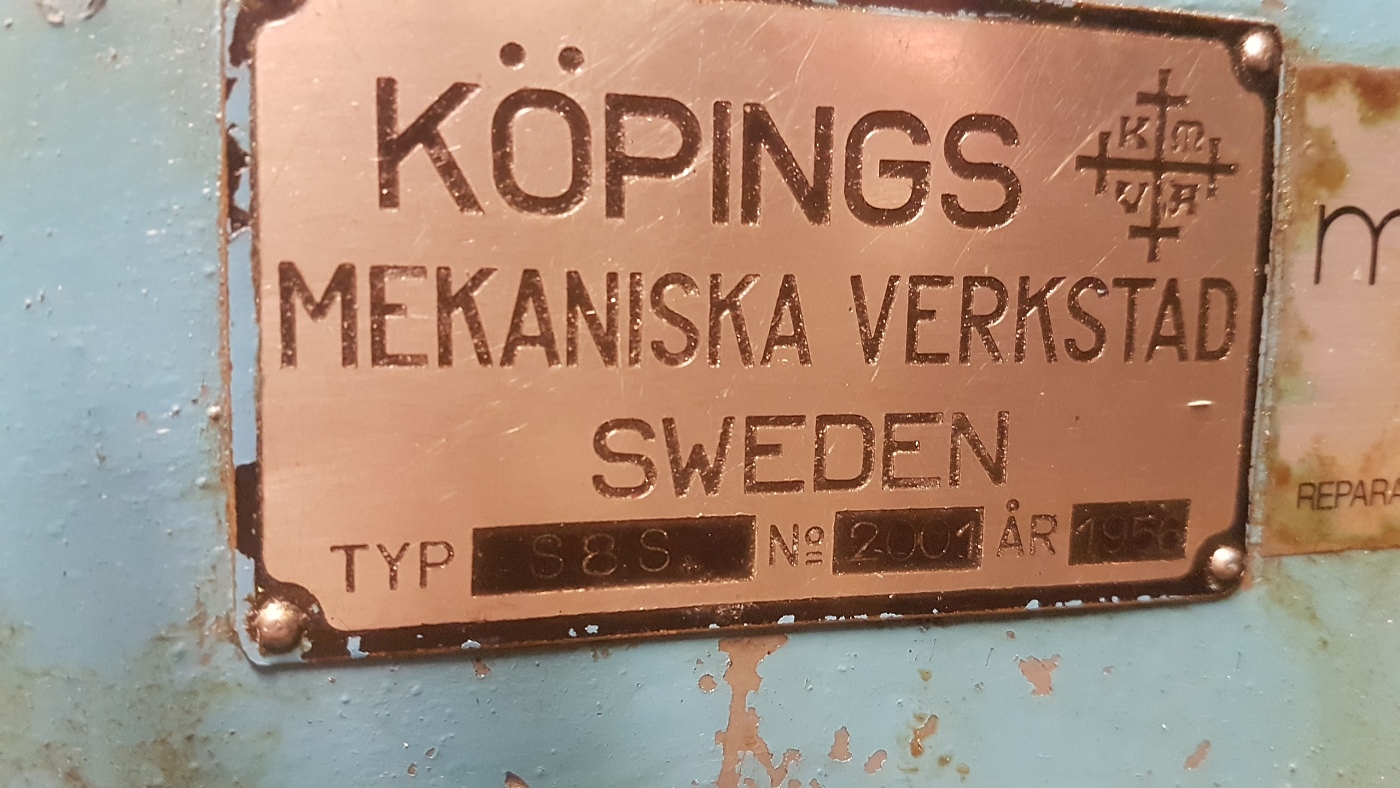 KÖPINGS
K M
V A
MEKANISKA VERKSTAD
SWEDEN
TYP S8S. Nº 2001 ÅR 1956
m
REPARA